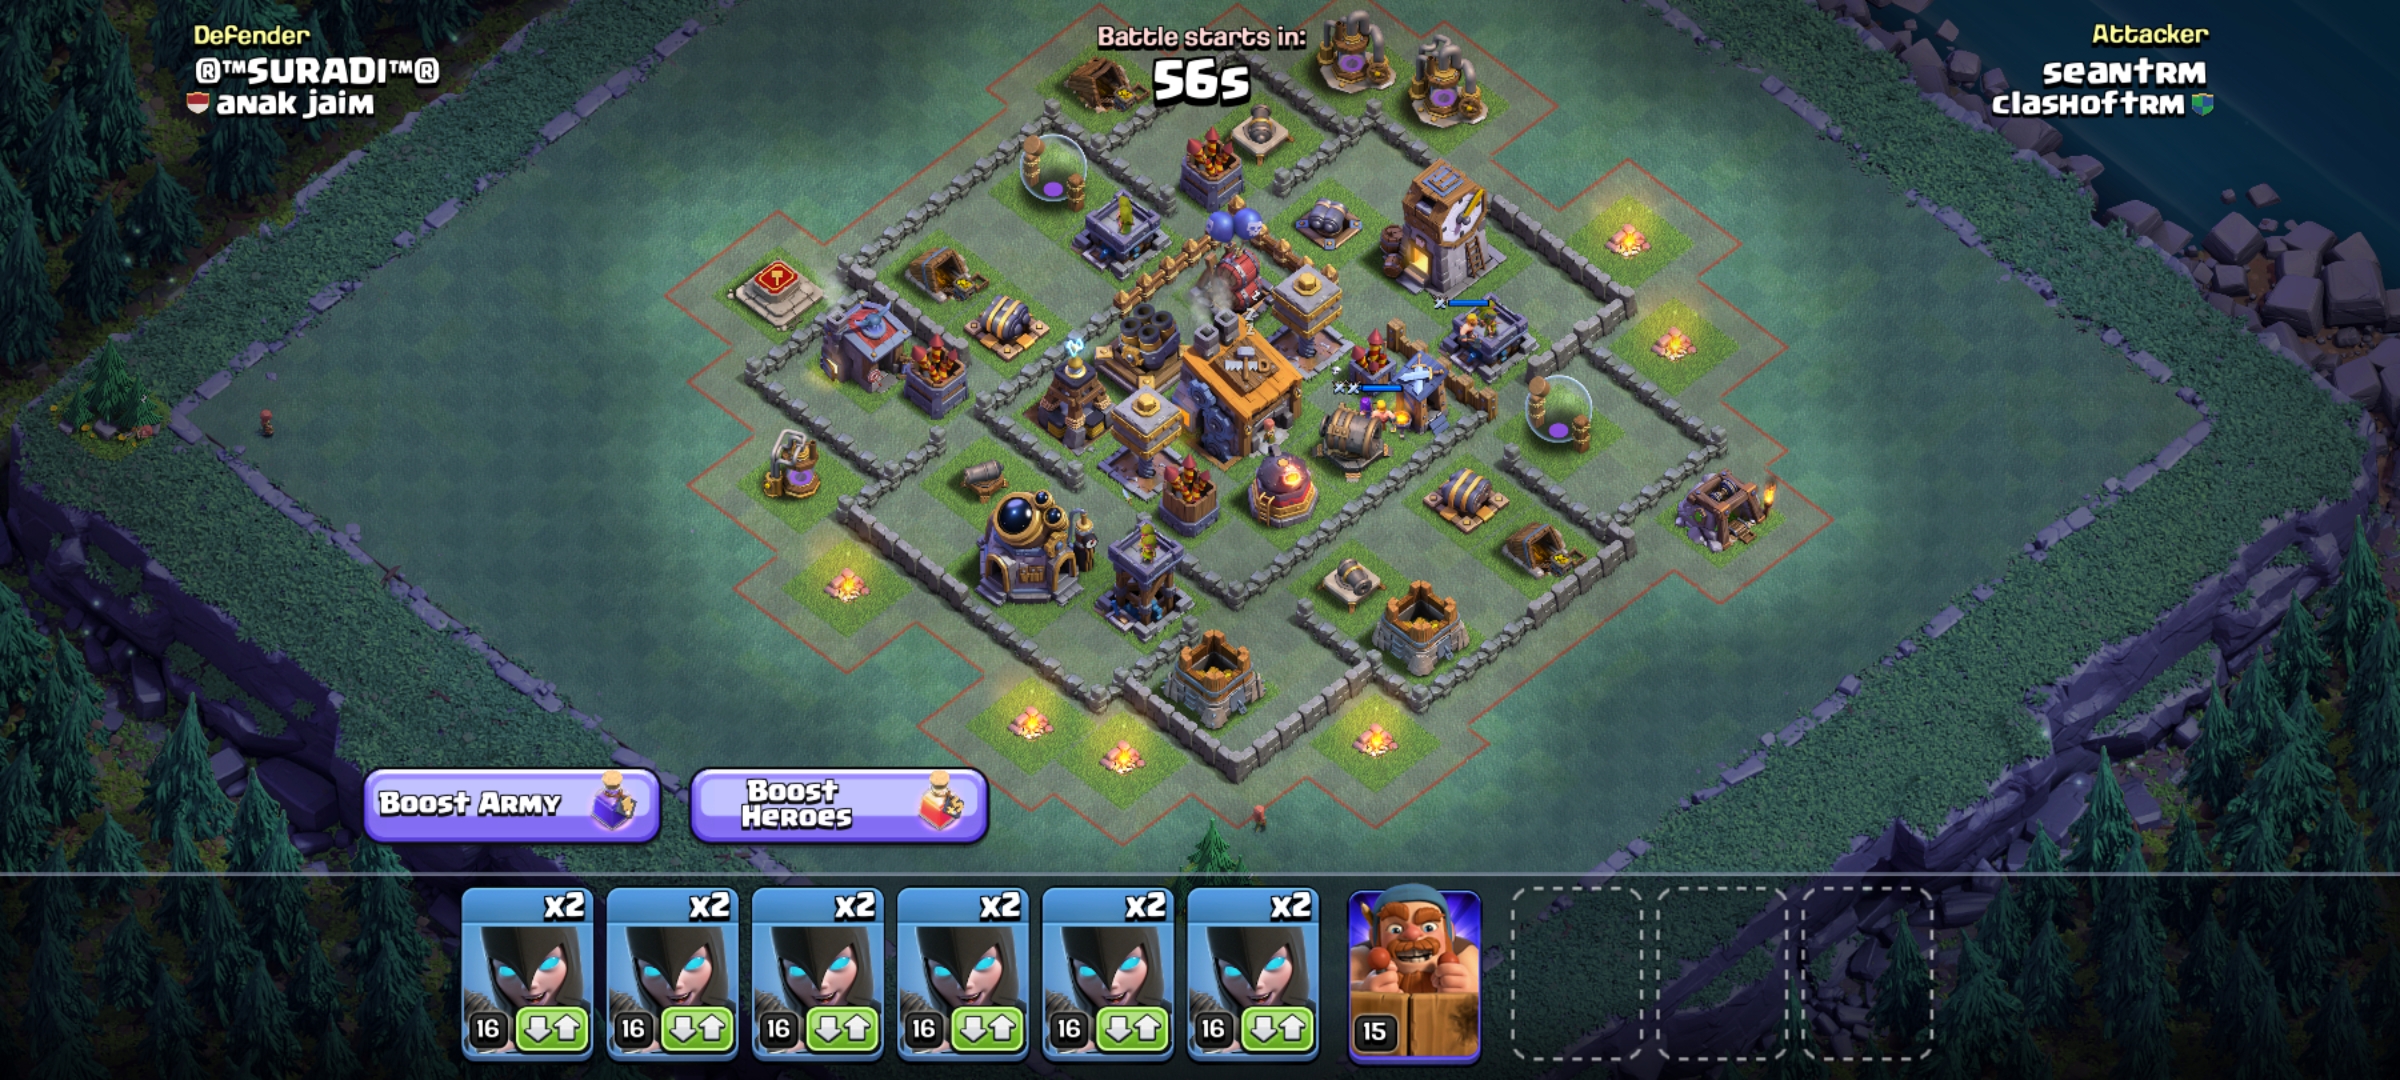 Defender
®™SURADI™®
anak jaim
Battle starts in:
56s
Attacker
seanTRM
clashofTRM
Boost Army
Boost
Heroes
x2
x2
x2
x2
x2
x2
16
16
16
16
16
16
15